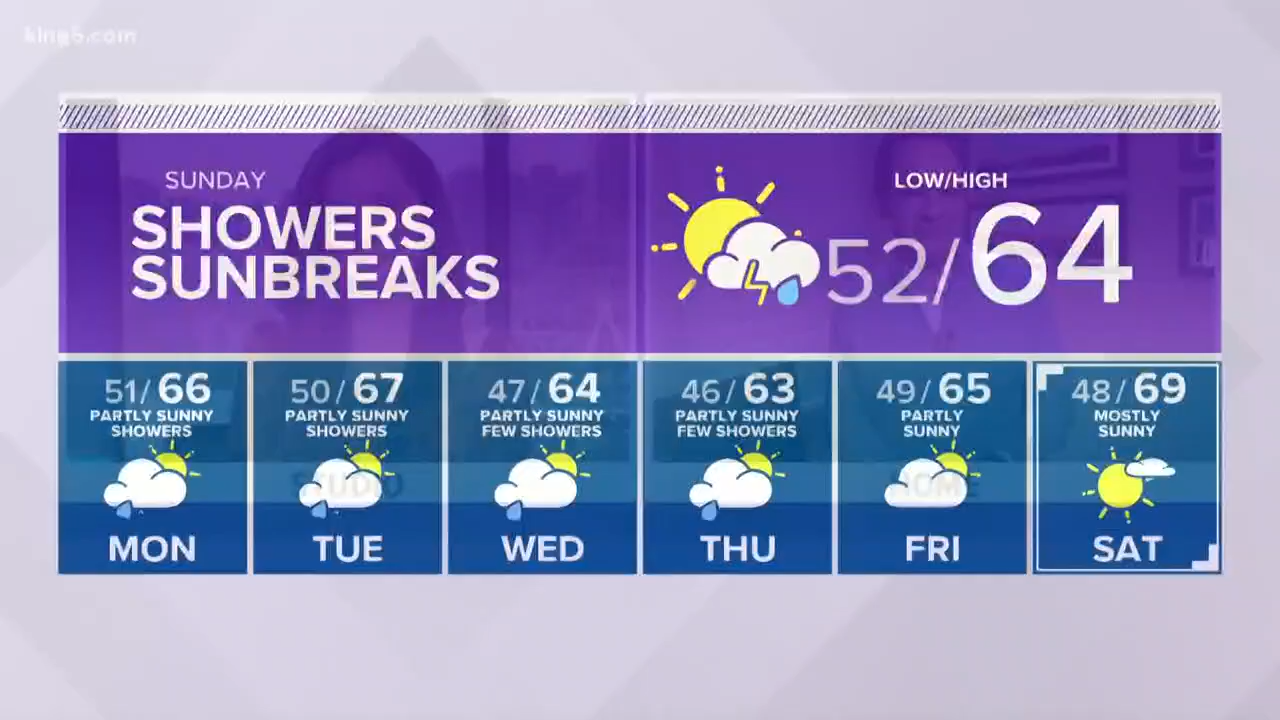 king5.com
SUNDAY
SHOWERS
SUNBREAKS
LOW/HIGH
52/64
51/66
PARTLY SUNNY
SHOWERS
MON
50/67
PARTLY SUNNY
SHOWERS
STUDIO
TUE
47/64
PARTLY SUNNY
FEW SHOWERS
WED
46/63
PARTLY SUNNY
FEW SHOWERS
THU
49/65
PARTLY
SUNNY
HOME
FRI
48/69
MOSTLY
SUNNY
SAT